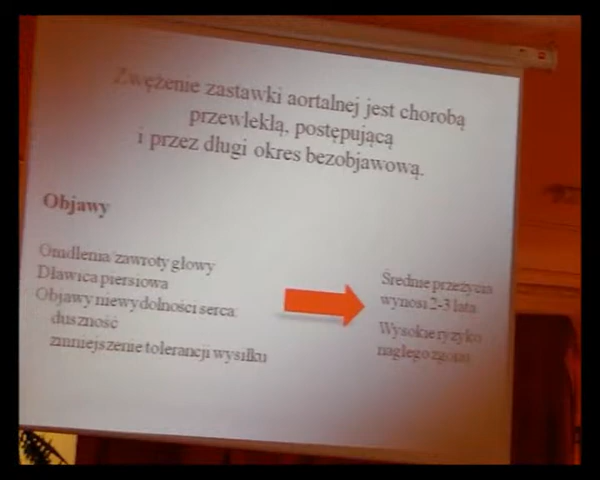 Zwężenie zastawki aortalnej jest chorobą
przewlekłą, postępującą
i przez długi okres bezobjawową.
Objawy
Omdlenia/zawroty głowy
Dławica piersiowa
Objawy niewydolności serca:
duszność
zmniejszenie tolerancji wysiłku
Średnie przeżycia
wynosi 2-3 lata.
Wysokie ryzyko
nagłego zgonu